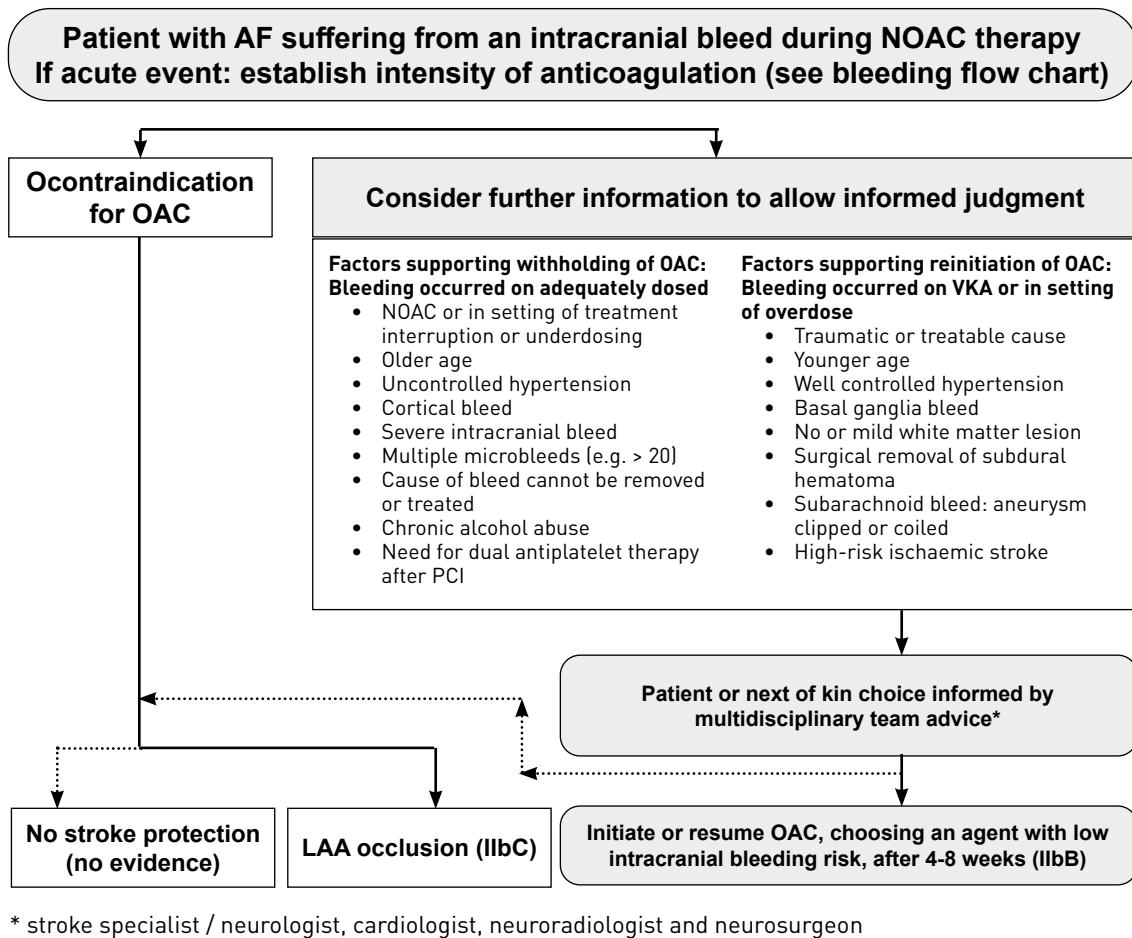 Patient with AF suffering from an intracranial bleed during NOAC therapy
If acute event: establish intensity of anticoagulation (see bleeding flow chart)
Ocontraindication
for OAC
Consider further information to allow informed judgment
Factors supporting withholding of OAC:
Bleeding occurred on adequately dosed
• NOAC or in setting of treatment
interruption or underdosing
• Older age
• Uncontrolled hypertension
• Cortical bleed
• Severe intracranial bleed
• Multiple microbleeds (e.g. > 20)
• Cause of bleed cannot be removed
or treated
• Chronic alcohol abuse
• Need for dual antiplatelet therapy
after PCI
Factors supporting reinitiation of OAC:
Bleeding occurred on VKA or in setting
of overdose
• Traumatic or treatable cause
• Younger age
• Well controlled hypertension
• Basal ganglia bleed
• No or mild white matter lesion
• Surgical removal of subdural
hematoma
• Subarachnoid bleed: aneurysm
clipped or coiled
• High-risk ischaemic stroke
Patient or next of kin choice informed by
multidisciplinary team advice*
No stroke protection
(no evidence)
LAA occlusion (IIbC)
Initiate or resume OAC, choosing an agent with low
intracranial bleeding risk, after 4-8 weeks (IIbB)
* stroke specialist / neurologist, cardiologist, neuroradiologist and neurosurgeon